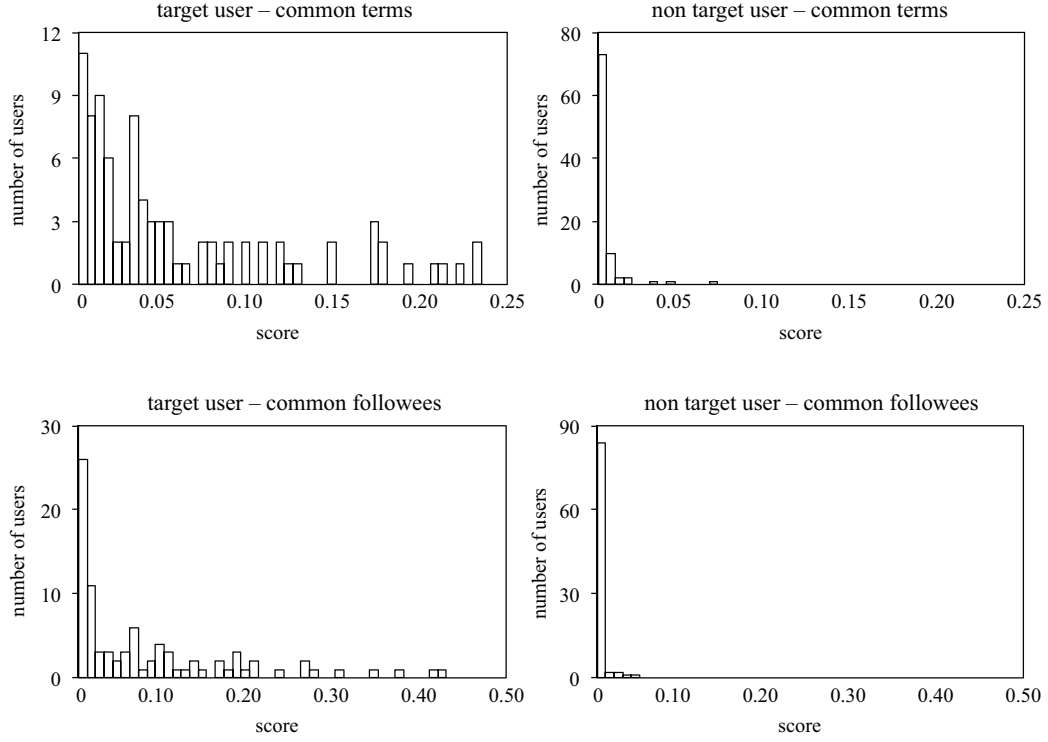 target user – common terms
12
9
6
3
0
number of users
0 0.05 0.10 0.15 0.20 0.25
score
non target user – common terms
80
60
40
20
0
number of users
0 0.05 0.10 0.15 0.20 0.25
score
target user – common followees
30
20
10
0
number of users
0 0.10 0.20 0.30 0.40 0.50
score
non target user – common followees
90
60
30
0
number of users
0 0.10 0.20 0.30 0.40 0.50
score